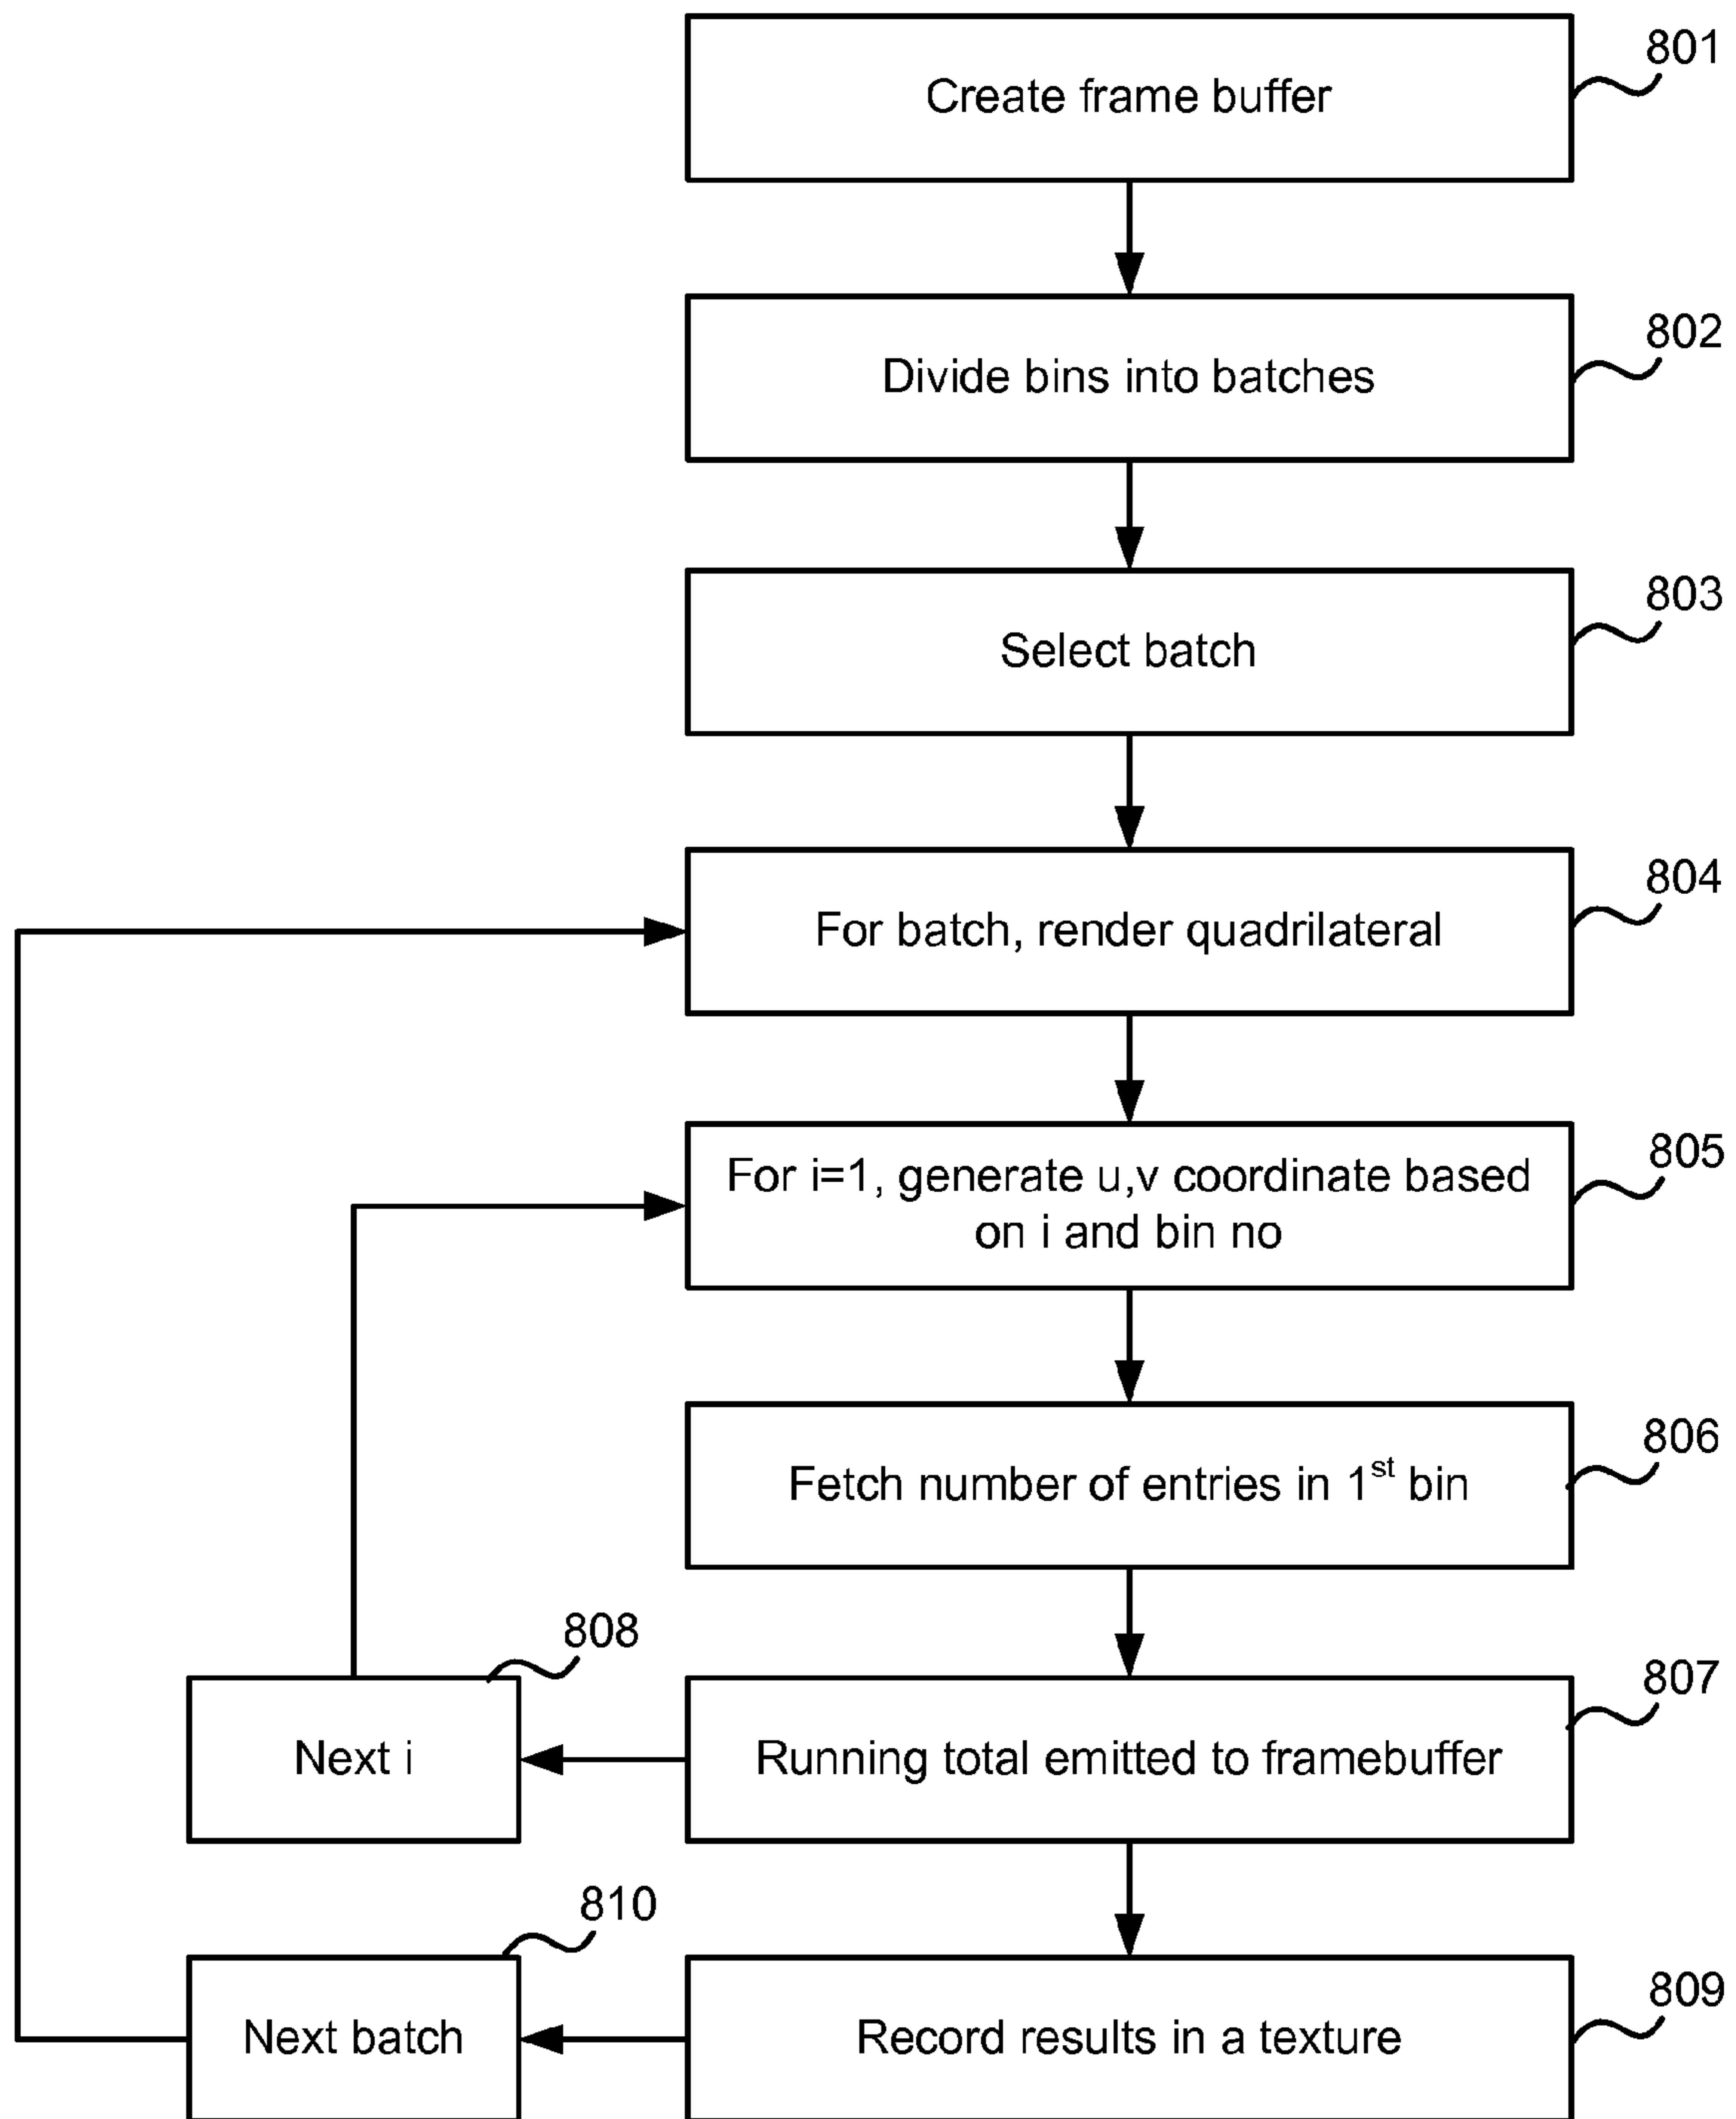 801
Create frame buffer
802
Divide bins into batches
803
Select batch
804
For batch, render quadrilateral
805
For i=1, generate u,v coordinate based
on i and bin no
806
Fetch number of entries in 1st bin
808
807
Next i
Running total emitted to framebuffer
810
809
Next batch
Record results in a texture